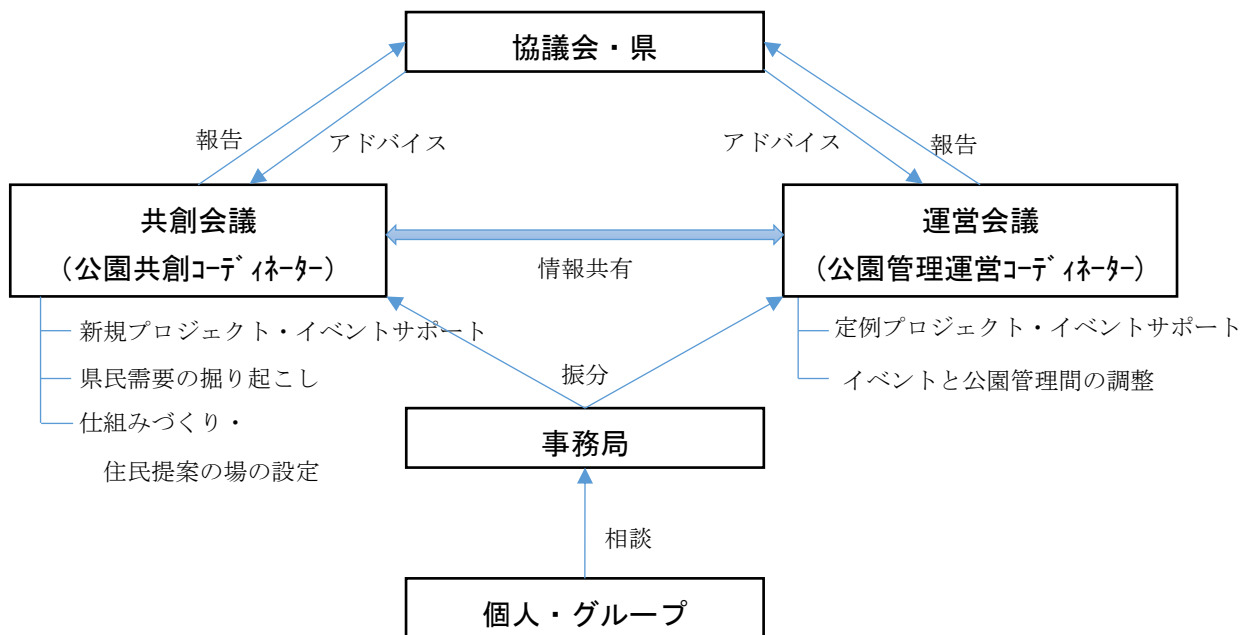 協議会・県
報告
アドバイス
アドバイス
報告
共創会議
（公園共創ｺｰﾃﾞｨﾈｰﾀｰ）
情報共有
運営会議
（公園管理運営ｺｰﾃﾞｨﾈｰﾀｰ）
新規プロジェクト・イベントサポート
県民需要の掘り起こし
仕組みづくり・
住民提案の場の設定
定例プロジェクト・イベントサポート
イベントと公園管理間の調整
振分
事務局
相談
個人・グループ